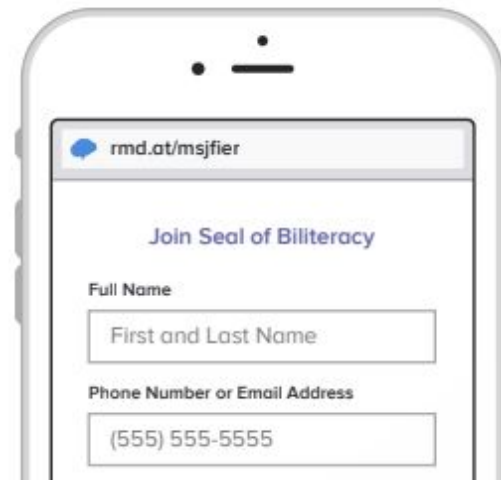 rmd.at/msjfier
Join Seal of Biliteracy
Full Name
First and Last Name
Phone Number or Email Address
(555) 555-5555